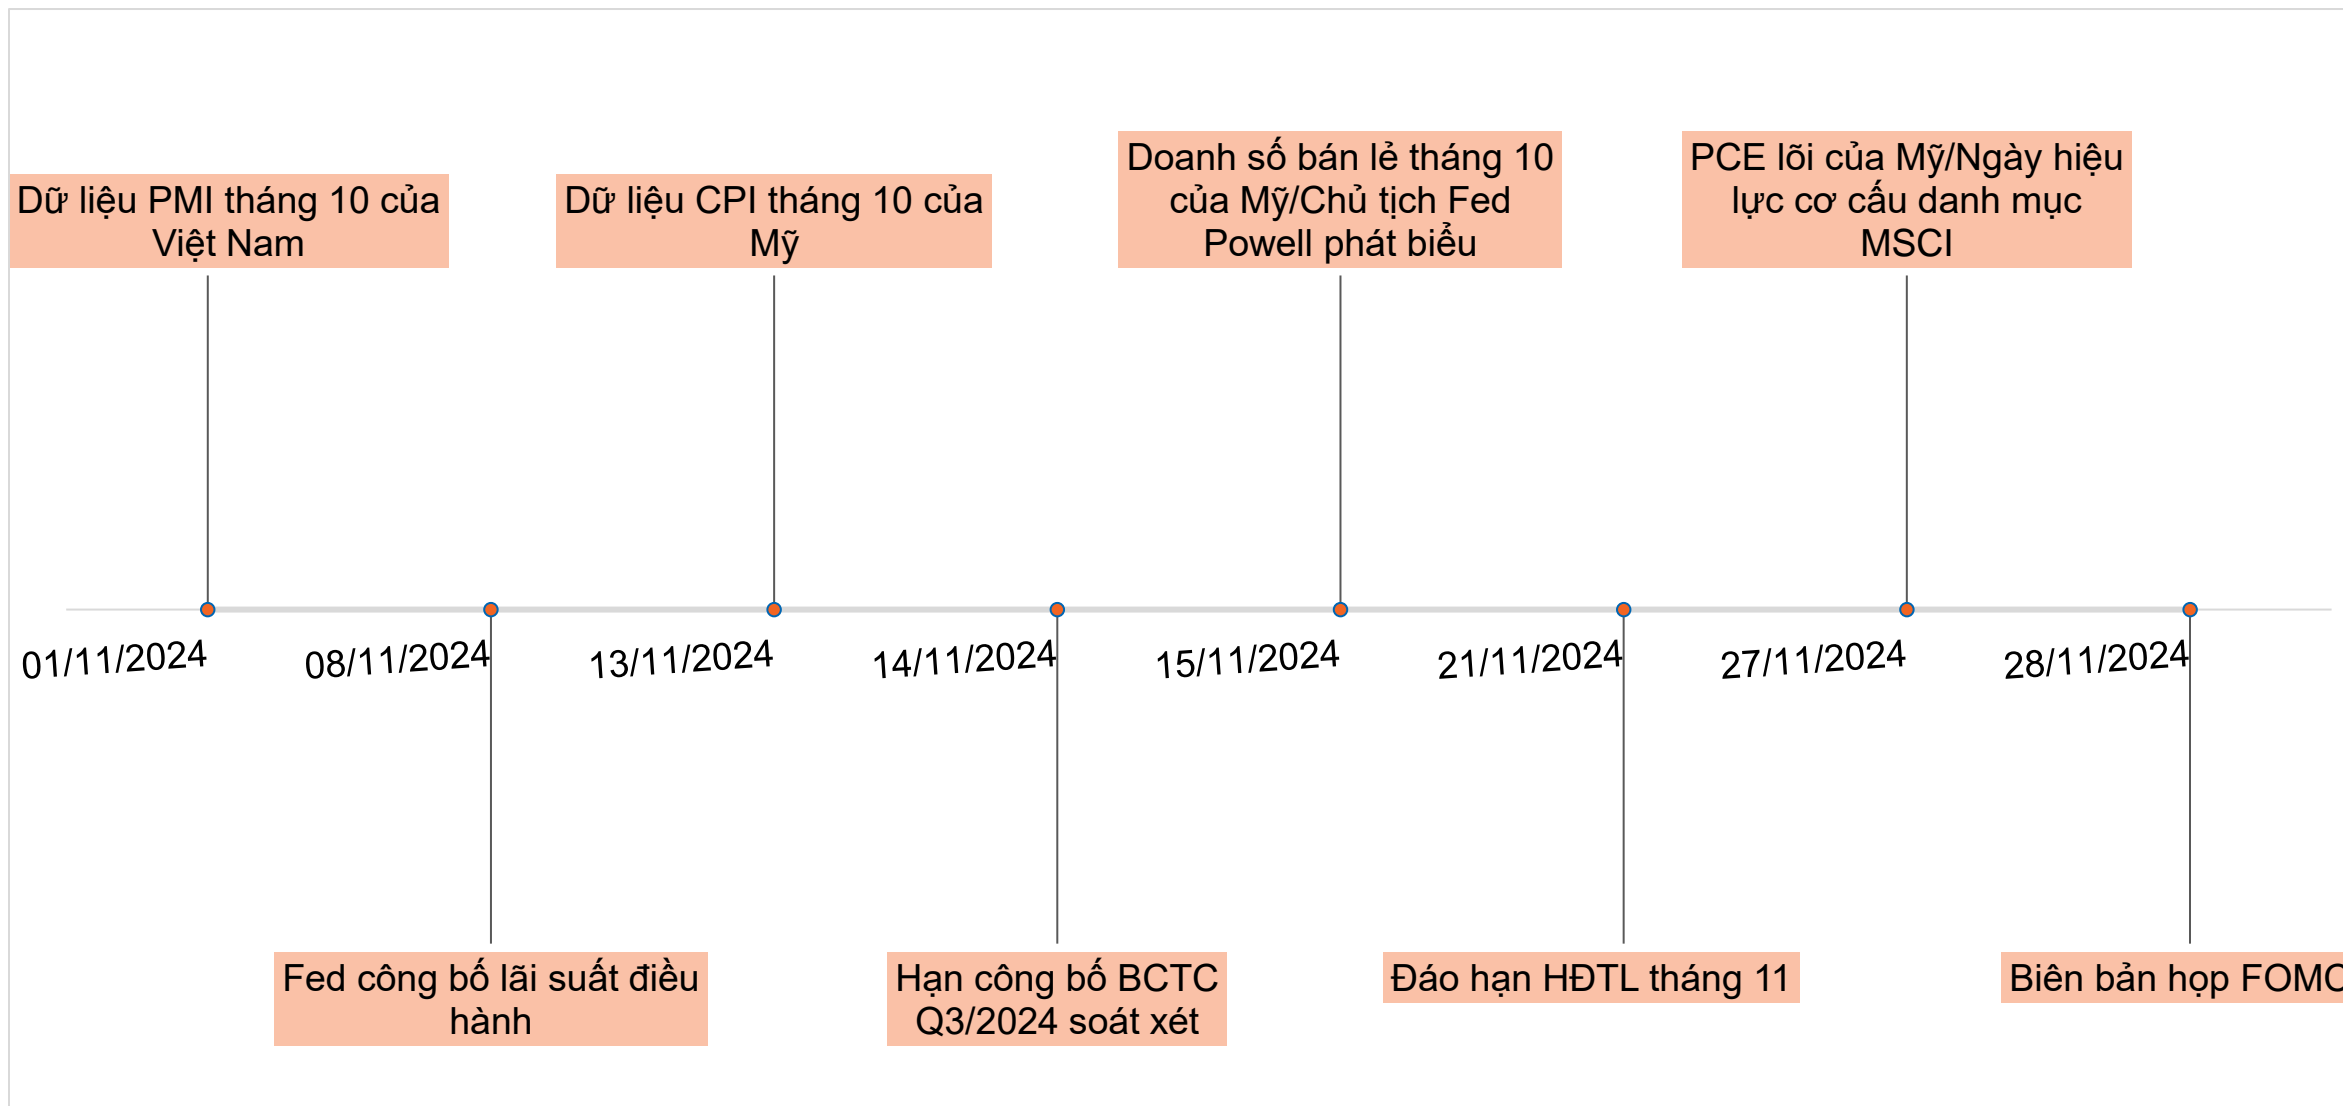 Doanh số bán lẻ tháng 10
của Mỹ/Chủ tịch Fed
Powell phát biểu
PCE lõi của Mỹ/Ngày hiệu
lực cơ cấu danh mục
MSCI
Dữ liệu PMI tháng 10 của
Việt Nam
Dữ liệu CPI tháng 10 của
Mỹ
01/11/2024
08/11/2024
13/11/2024
14/11/2024
15/11/2024
21/11/2024
27/11/2024
28/11/2024
Fed công bố lãi suất điều
hành
Hạn công bố BCTC
Q3/2024 soát xét
Đáo hạn HĐTL tháng 11
Biên bản họp FOMC